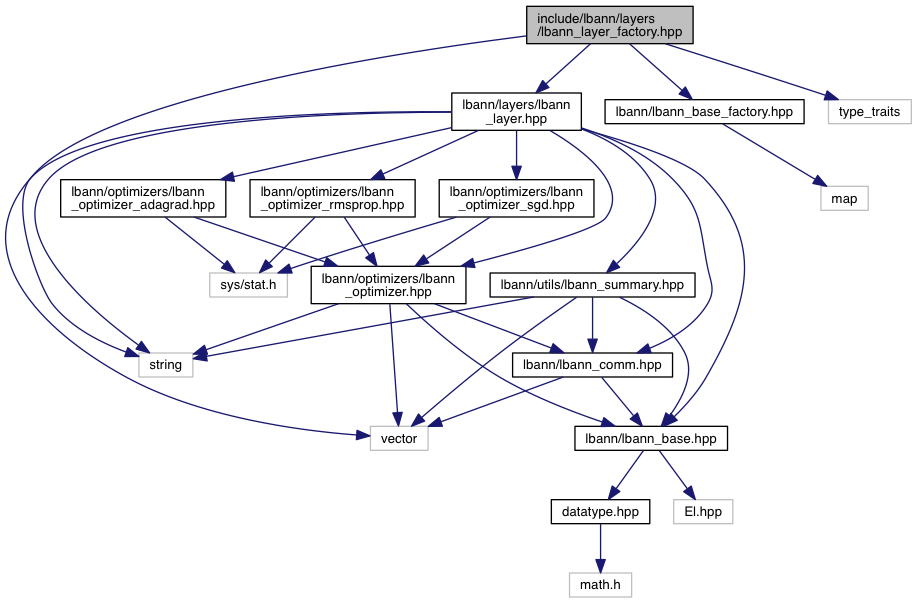 include/lbann/layers
/lbann_layer_factory.hpp
lbann/layers/lbann
_layer.hpp
lbann/lbann_base_factory.hpp
type_traits
lbann/optimizers/lbann
_optimizer_adagrad.hpp
lbann/optimizers/lbann
_optimizer_rmsprop.hpp
lbann/optimizers/lbann
_optimizer_sgd.hpp
map
sys/stat.h
lbann/optimizers/lbann
_optimizer.hpp
lbann/utils/lbann_summary.hpp
string
lbann/lbann_comm.hpp
vector
lbann/lbann_base.hpp
datatype.hpp
El.hpp
math.h